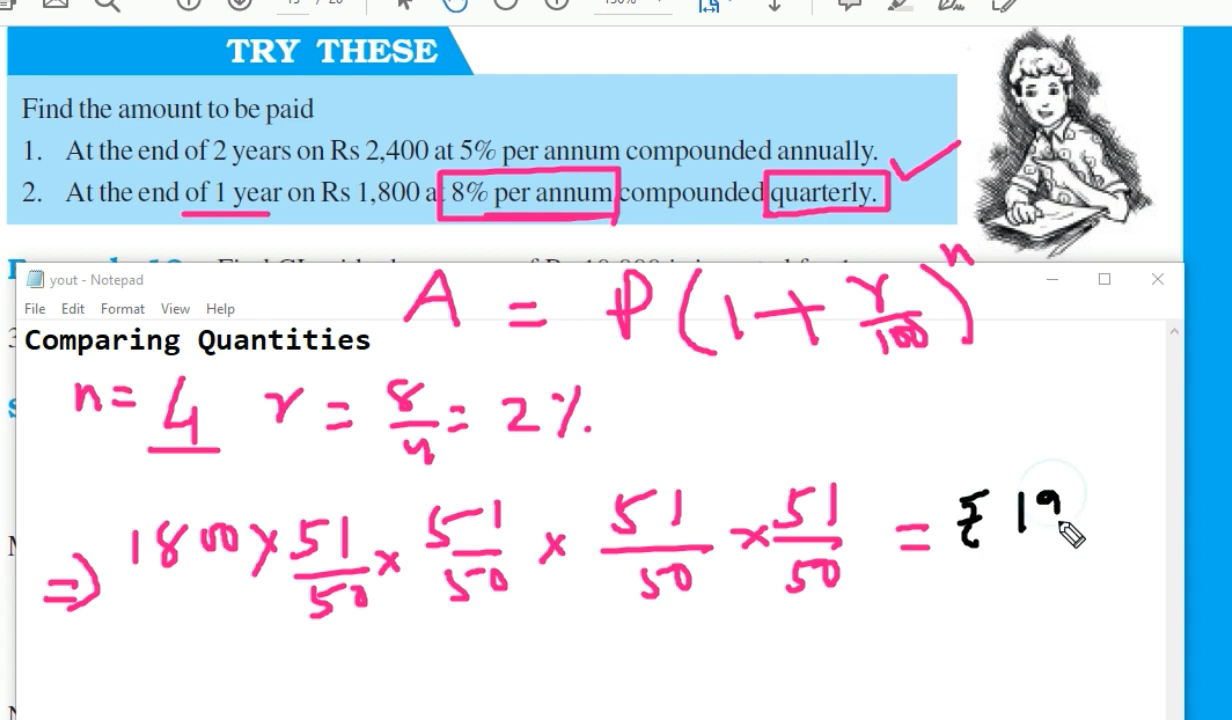 TRY THESE
Find the amount to be paid
1. At the end of 2 years on Rs 2,400 at 5% per annum compounded annually.
2. At the end of 1 year on Rs 1,800 at 8% per annum compounded quarterly.
yout - Notepad
A = P(1 + r/100)^n
File Edit Format View Help
Comparing Quantities
n = 4 r = 8/4 = 2%.
⇒ 1800 × 51/50 × 51/50 × 51/50 × 51/50 = ₹ 19